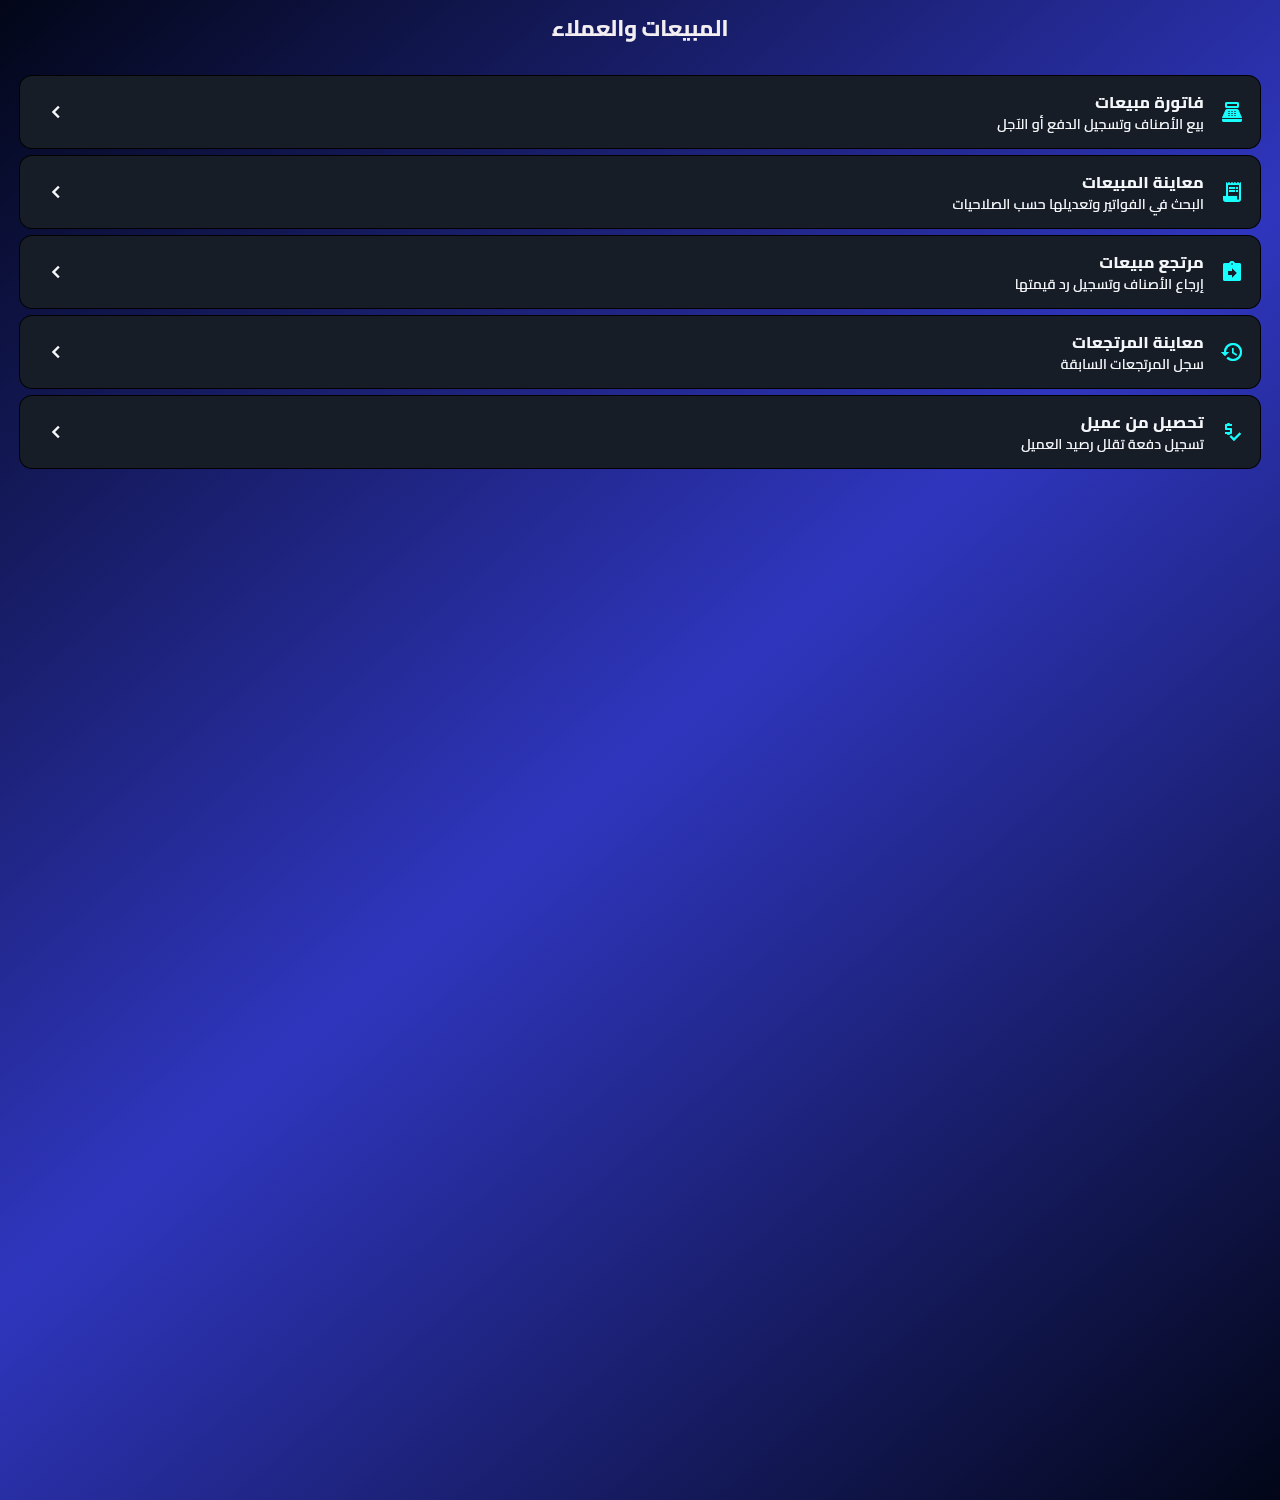 المبيعات والعملاء
فاتورة مبيعات
بيع الأصناف وتسجيل الدفع أو الآجل
معاينة المبيعات
البحث في الفواتير وتعديلها حسب الصلاحيات
مرتجع مبيعات
إرجاع الأصناف وتسجيل رد قيمتها
معاينة المرتجعات
سجل المرتجعات السابقة
تحصيل من عميل
تسجيل دفعة تقلل رصيد العميل